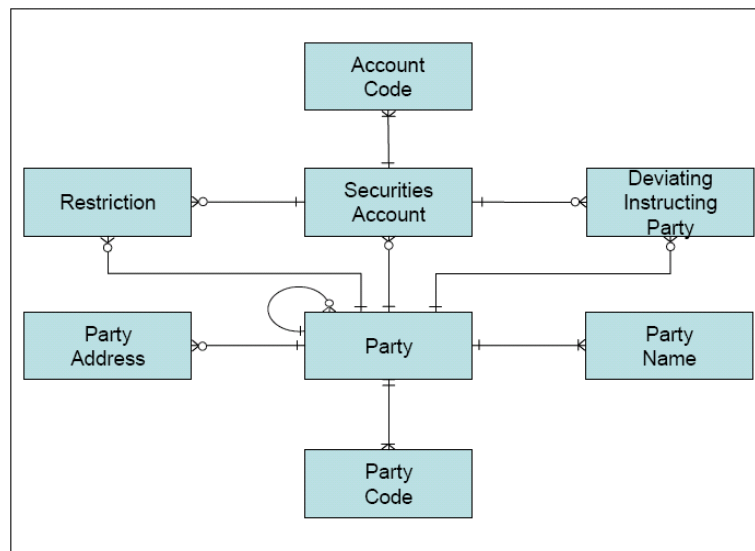 Account
Code
Restriction
Securities
Account
Deviating
Instructing
Party
Party
Address
Party
Party
Name
Party
Code